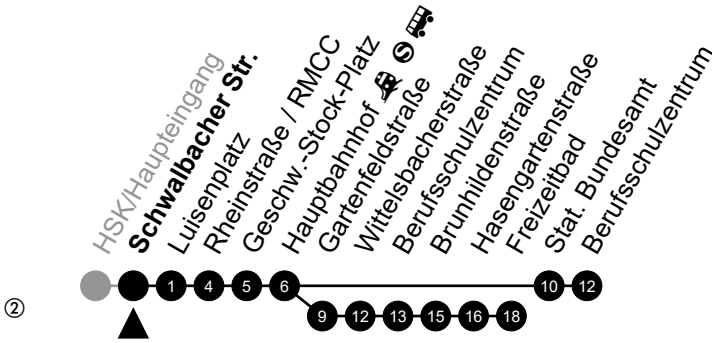 HSK/Haupteingang
Schwalbacher Str.
Luisenplatz
Rheinstraße / RMCC
Geschw.-Stock-Platz
Hauptbahnhof S
Gartenfeldstraße
Wittelsbacherstraße
Berufsschulzentrum
Brunhildenstraße
Hasengartenstraße
Freizeitbad
Stat. Bundesamt
Berufsschulzentrum
1 4 5 6 10 12
② 9 12 13 15 16 18